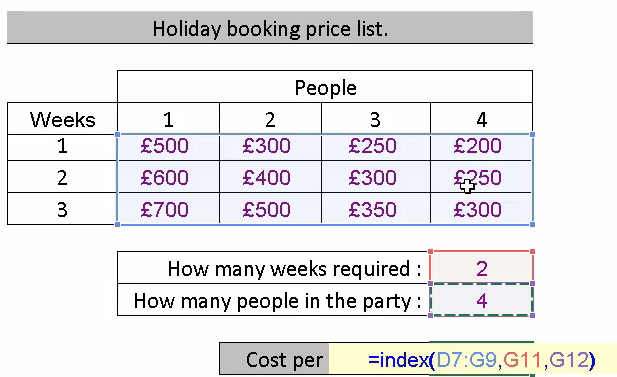 Holiday booking price list.
People
Weeks 1 2 3 4
1 £500 £300 £250 £200
2 £600 £400 £300 £250
3 £700 £500 £350 £300
How many weeks required : 2
How many people in the party : 4
Cost per =index(D7:G9,G11,G12)